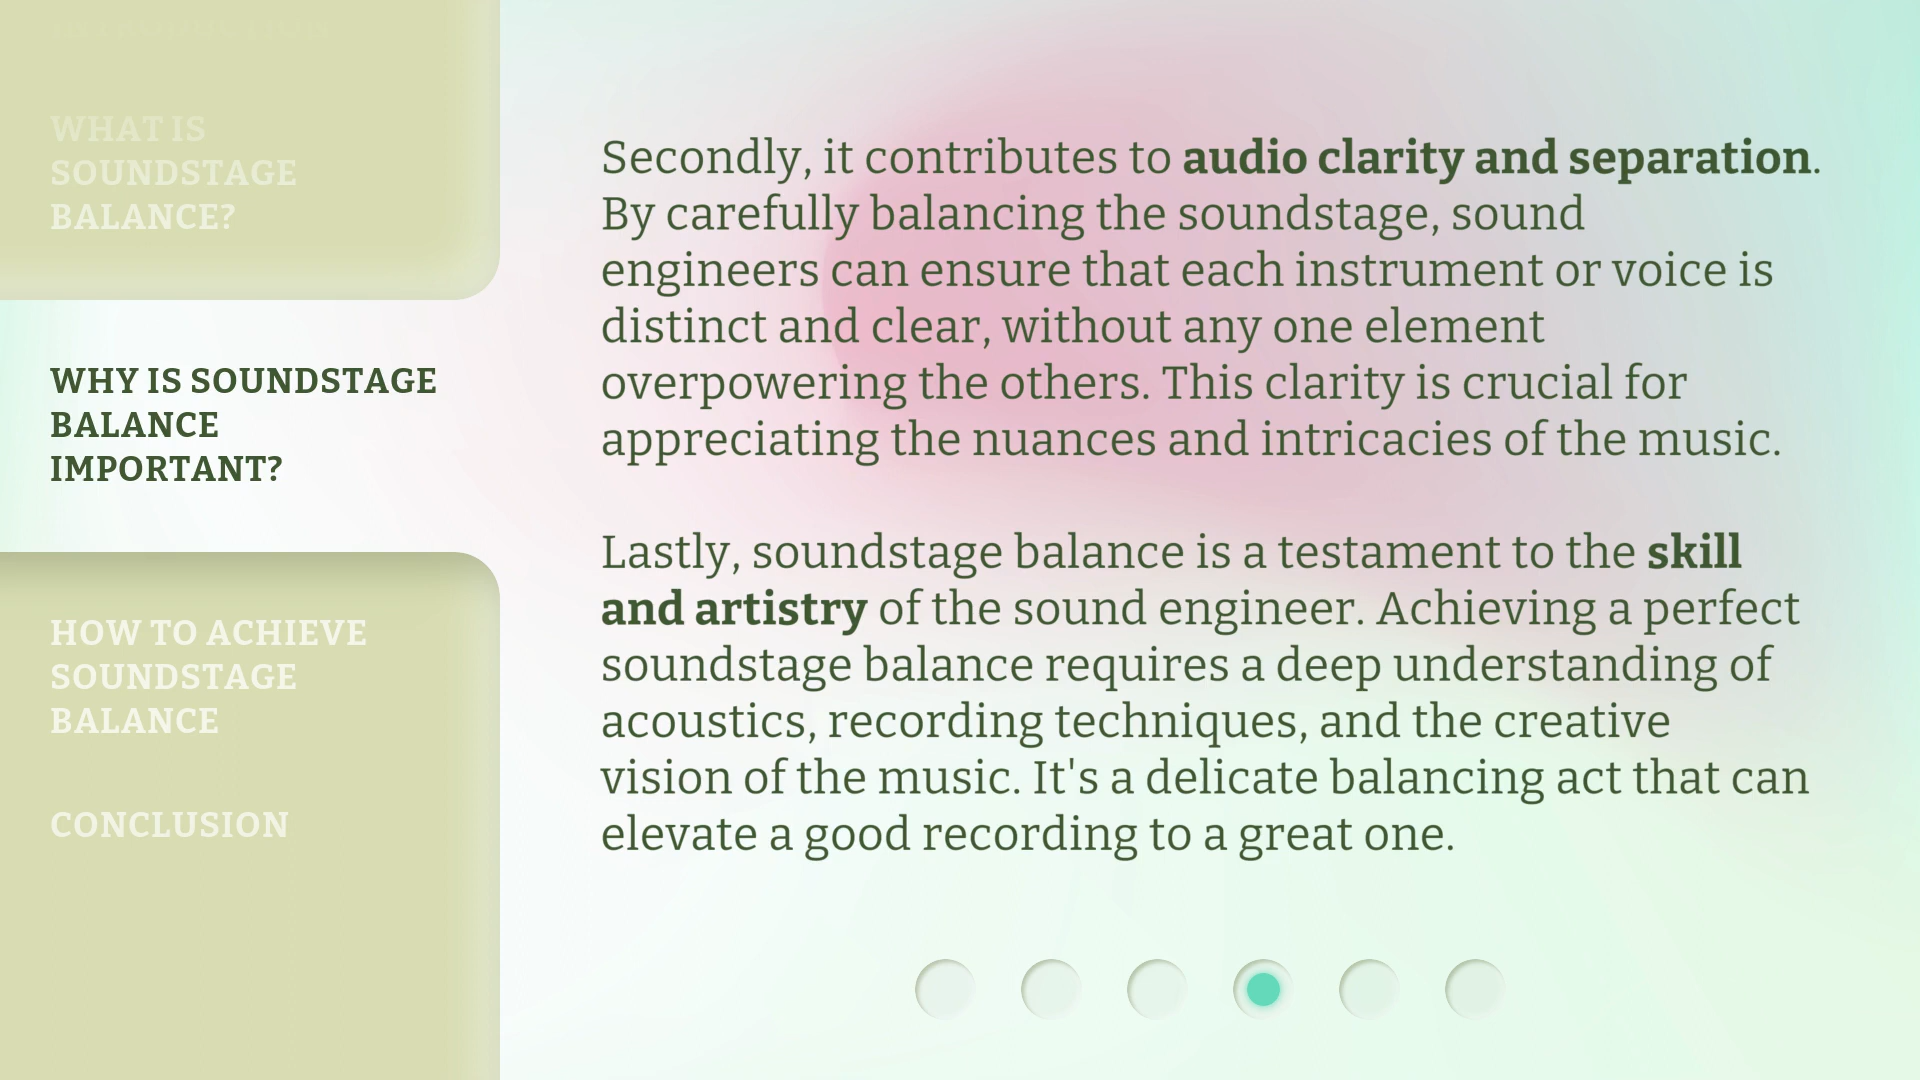 WHAT IS
SOUNDSTAGE
BALANCE?
WHY IS SOUNDSTAGE
BALANCE
IMPORTANT?
HOW TO ACHIEVE
SOUNDSTAGE
BALANCE
CONCLUSION
Secondly, it contributes to audio clarity and separation.
By carefully balancing the soundstage, sound
engineers can ensure that each instrument or voice is
distinct and clear, without any one element
overpowering the others. This clarity is crucial for
appreciating the nuances and intricacies of the music.
Lastly, soundstage balance is a testament to the skill
and artistry of the sound engineer. Achieving a perfect
soundstage balance requires a deep understanding of
acoustics, recording techniques, and the creative
vision of the music. It's a delicate balancing act that can
elevate a good recording to a great one.